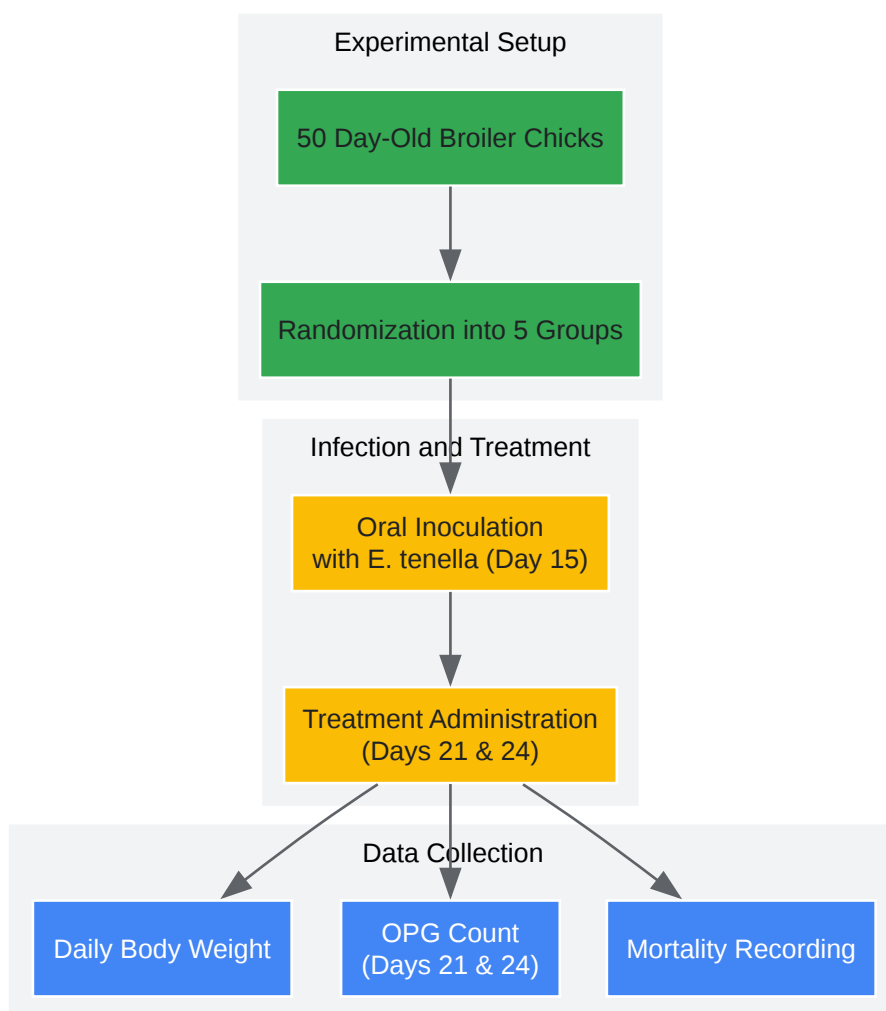 Experimental Setup
50 Day-Old Broiler Chicks
Randomization into 5 Groups
Infection and Treatment
Oral Inoculation
with E. tenella (Day 15)
Treatment Administration
(Days 21 & 24)
Data Collection
Daily Body Weight
OPG Count
(Days 21 & 24)
Mortality Recording